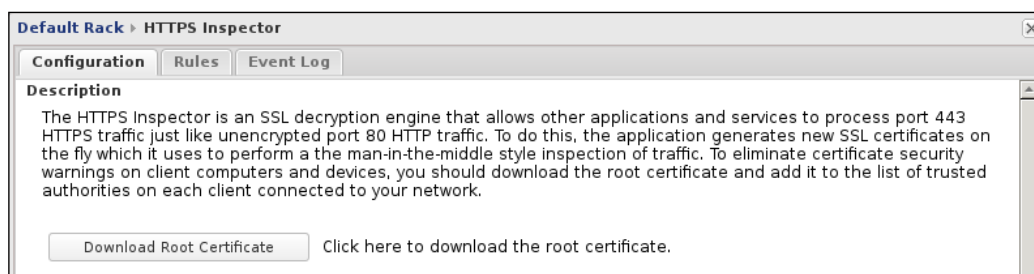 Default Rack HTTPS Inspector
Configuration Rules Event Log
Description
The HTTPS Inspector is an SSL decryption engine that allows other applications and services to process port 443
HTTPS traffic just like unencrypted port 80 HTTP traffic. To do this, the application generates new SSL certificates on
the fly which it uses to perform a the man-in-the-middle style inspection of traffic. To eliminate certificate security
warnings on client computers and devices, you should download the root certificate and add it to the list of trusted
authorities on each client connected to your network.
Download Root Certificate Click here to download the root certificate.